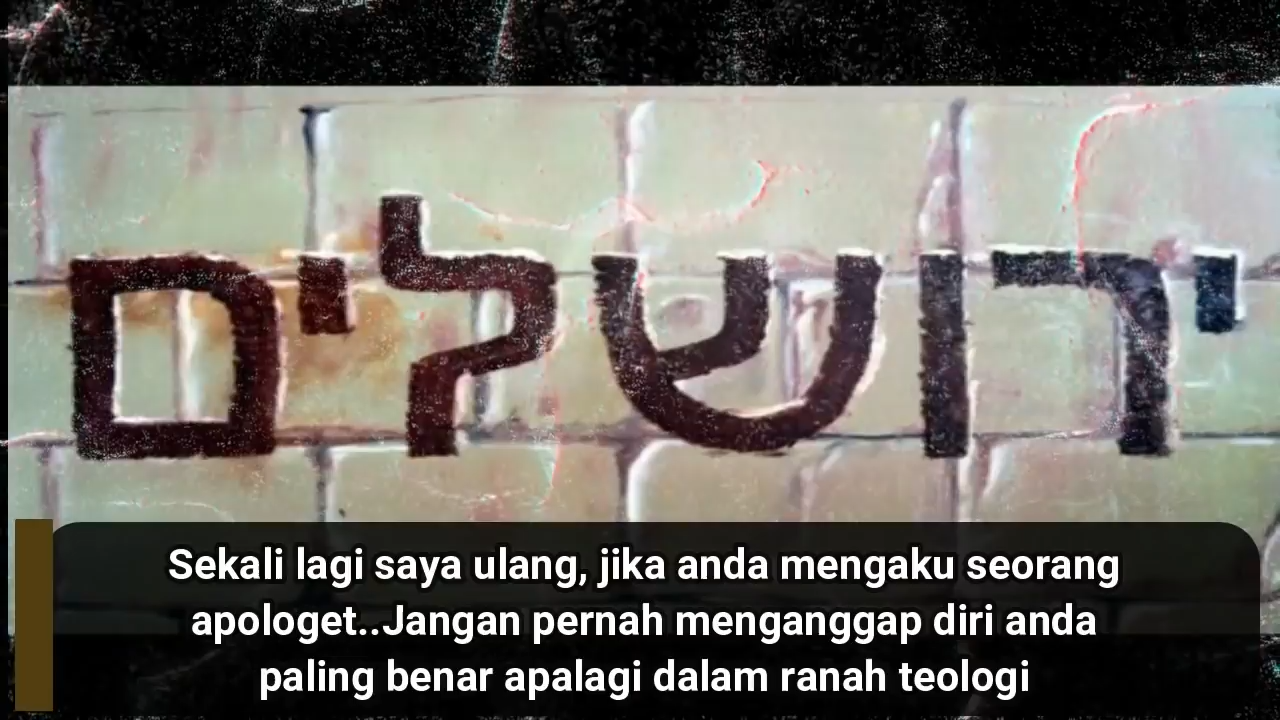 ירושלים
Sekali lagi saya ulang, jika anda mengaku seorang
apologet..Jangan pernah menganggap diri anda
paling benar apalagi dalam ranah teologi